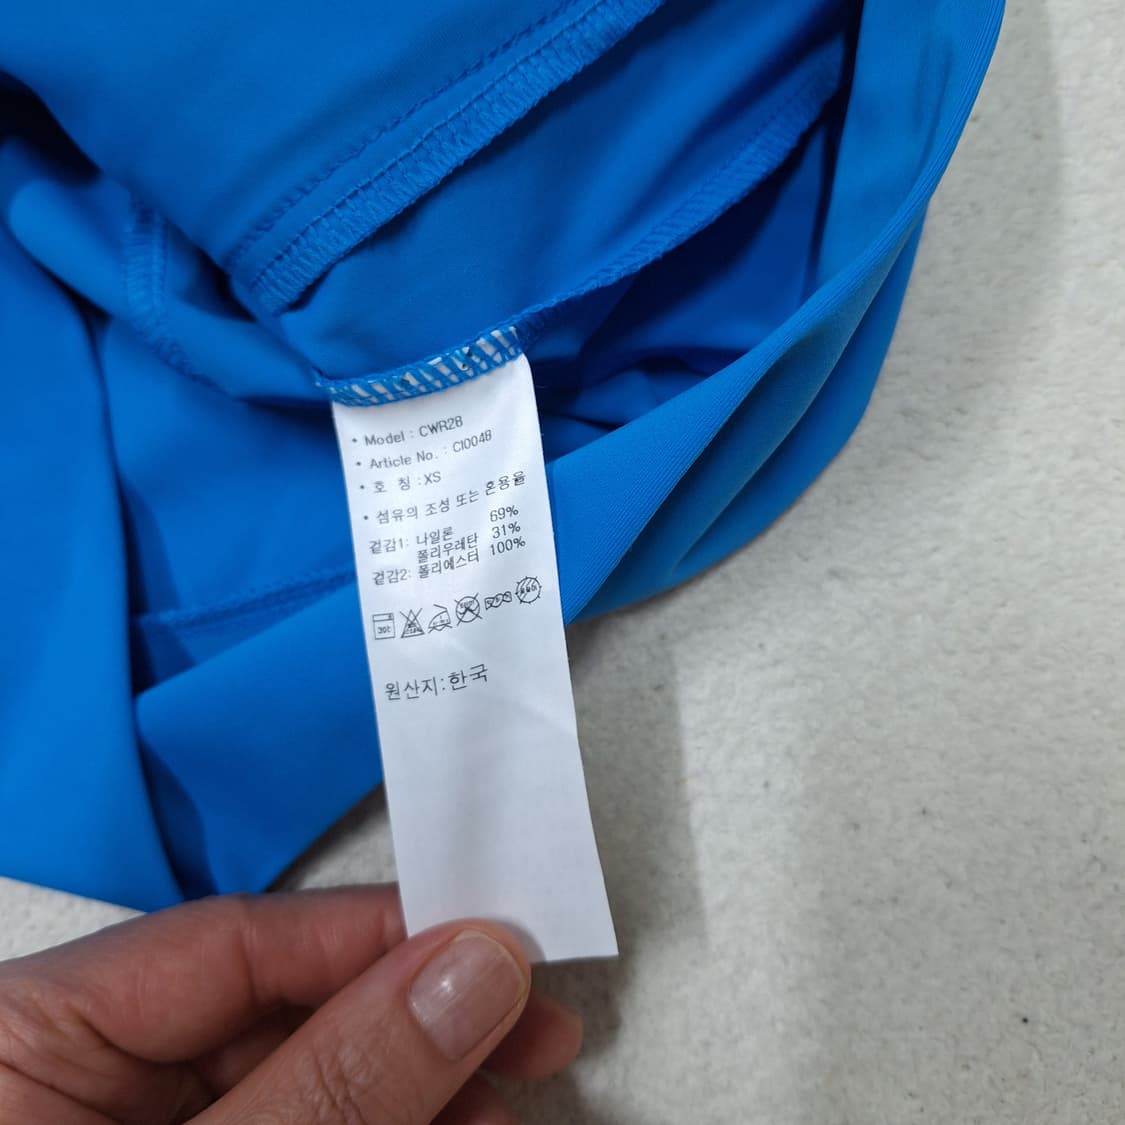 • Model : CWR28
• Article No. : CI0048
• 호 칭 : XS
• 섬유의 조성 또는 혼용율
겉감1: 나일론 69%
폴리우레탄 31%
겉감2: 폴리에스터 100%
30℃
원산지:한국